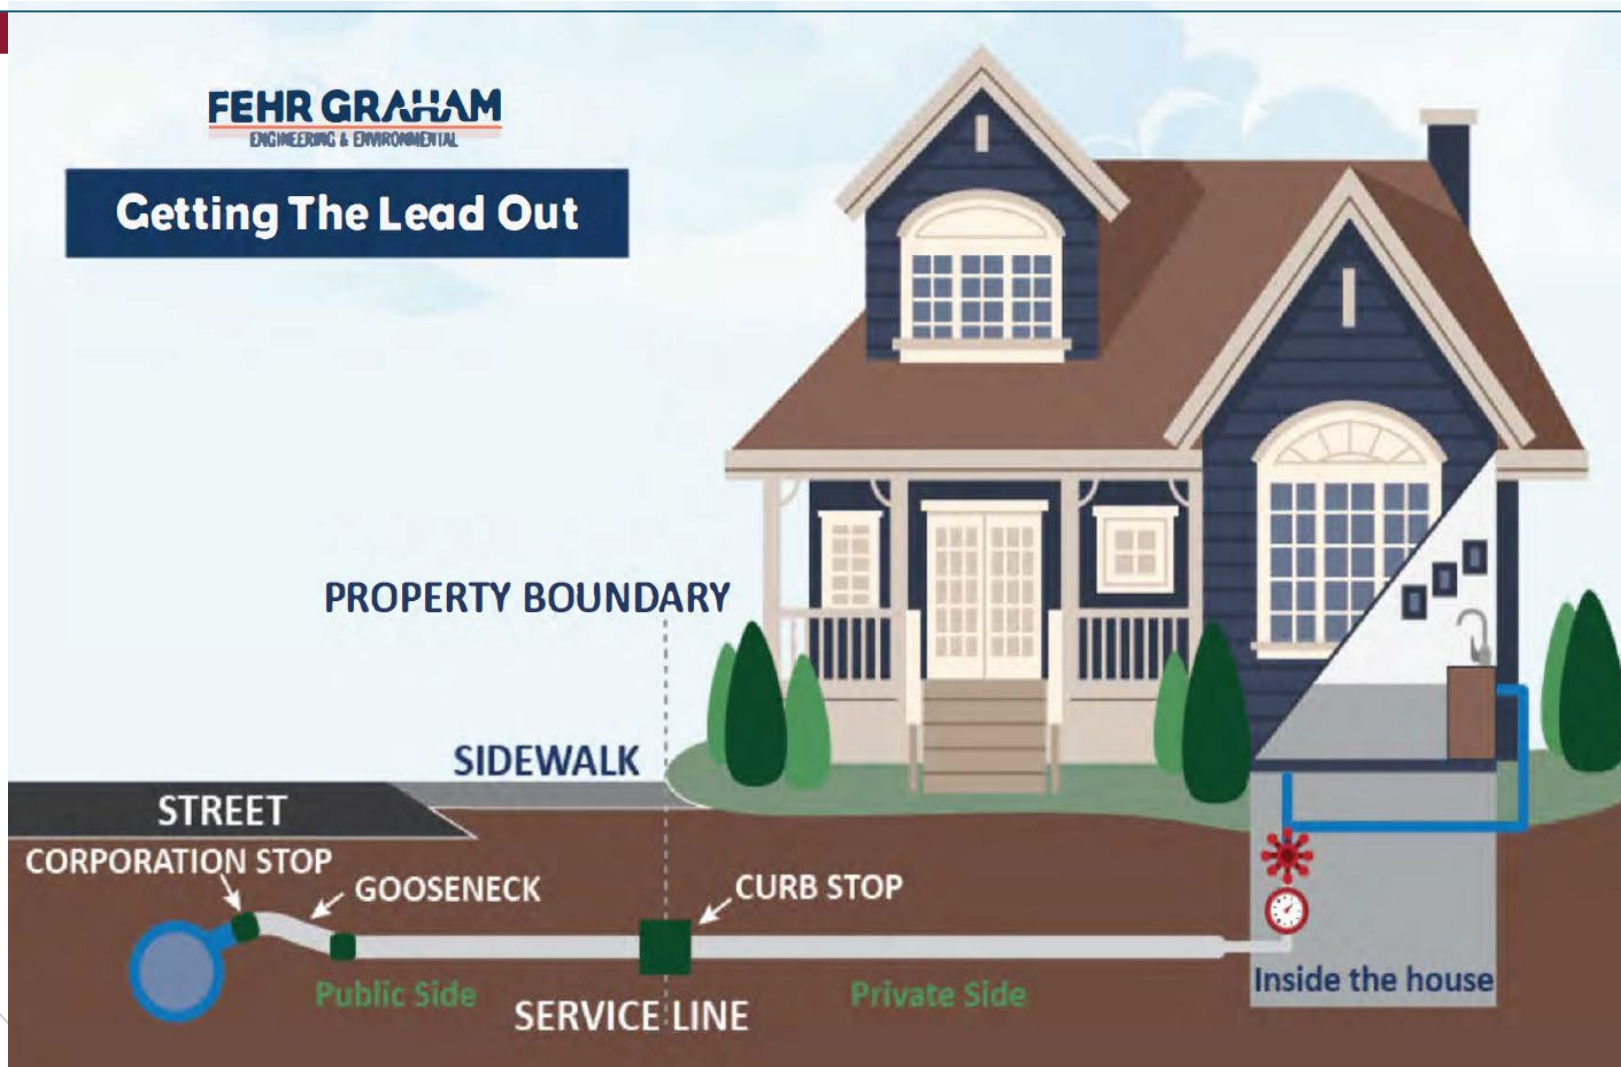 FEHR GRAHAM
ENGINEERING & ENVIRONMENTAL
Getting The Lead Out
PROPERTY BOUNDARY
SIDEWALK
STREET
CORPORATION STOP
GOOSENECK
CURB STOP
Public Side
Private Side
Inside the house
SERVICE LINE